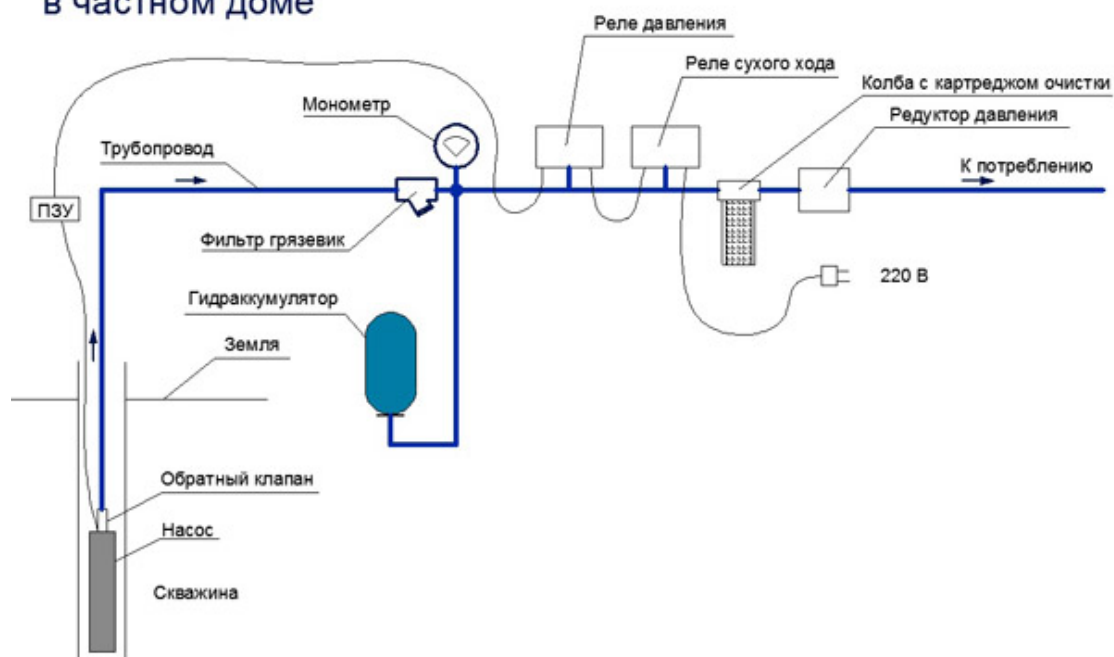 в частном доме
Реле давления
Реле сухого хода
Колба с картреджом очистки
Монометр
Редуктор давления
Трубопровод
К потреблению
ПЗУ
Фильтр грязевик
220 В
Гидраккумулятор
Земля
Обратный клапан
Насос
Скважина